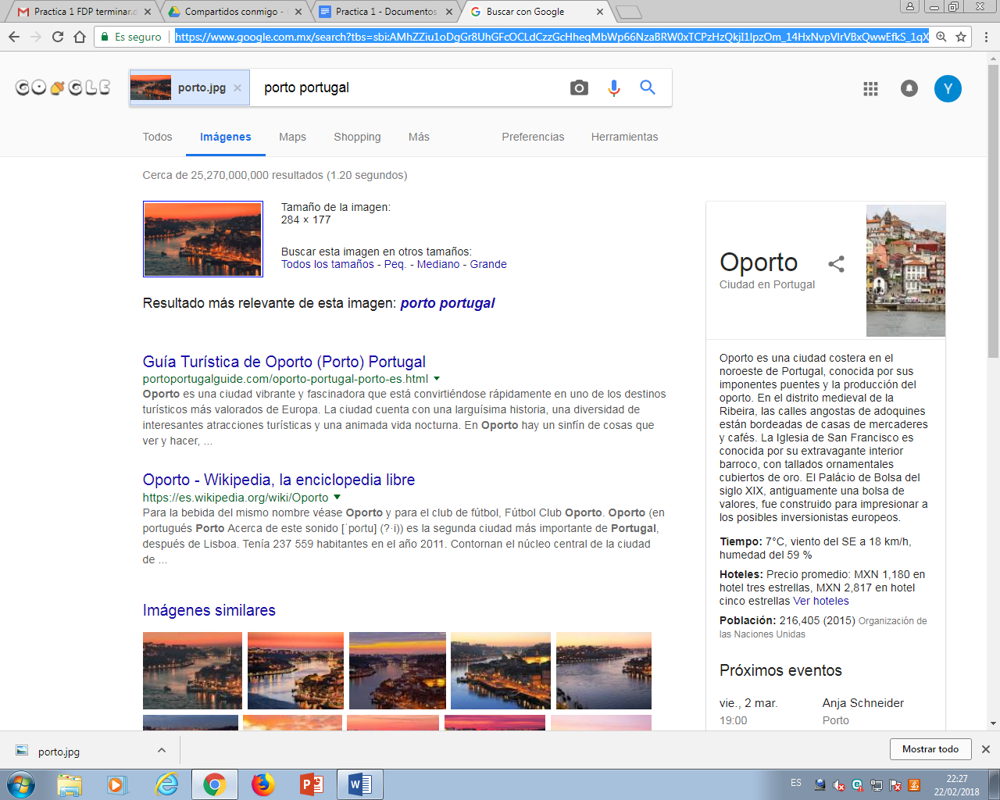 Practica 1 FDP terminar.d
Compartidos conmigo -
Practica 1 - Documentos
Buscar con Google
Es seguro
https://www.google.com.mx/search?tbs=sbi:AMhZZiu1oDgGr8UhGFcOCLdCzzGcHheqMbWp66NzaBRW0xTCPzHzQkjI1lpzOm_14HxNvpVlrVBxQwwEfkS_1qX
GOOGLE
porto.jpg
porto portugal
Y
Todos
Imágenes
Maps
Shopping
Más
Preferencias
Herramientas
Cerca de 25,270,000,000 resultados (1.20 segundos)
Tamaño de la imagen:
284 × 177
Buscar esta imagen en otros tamaños:
Todos los tamaños - Peq. - Mediano - Grande
Resultado más relevante de esta imagen: porto portugal
Guía Turística de Oporto (Porto) Portugal
portoportugalguide.com/oporto-portugal-porto-es.html
Oporto es una ciudad vibrante y fascinadora que está convirtiéndose rápidamente en uno de los destinos
turísticos más valorados de Europa. La ciudad cuenta con una larguísima historia, una diversidad de
interesantes atracciones turísticas y una animada vida nocturna. En Oporto hay un sinfín de cosas que
ver y hacer, ...
Oporto - Wikipedia, la enciclopedia libre
https://es.wikipedia.org/wiki/Oporto
Para la bebida del mismo nombre véase Oporto y para el club de fútbol, Fútbol Club Oporto. Oporto (en
portugués Porto Acerca de este sonido [ˈportu] (?·i)) es la segunda ciudad más importante de Portugal,
después de Lisboa. Tenía 237 559 habitantes en el año 2011. Contornan el núcleo central de la ciudad
de ...
Imágenes similares
Oporto
Ciudad en Portugal
Oporto es una ciudad costera en el
noroeste de Portugal, conocida por sus
imponentes puentes y la producción del
oporto. En el distrito medieval de la
Ribeira, las calles angostas de adoquines
están bordeadas de casas de mercaderes
y cafés. La Iglesia de San Francisco es
conocida por su extravagante interior
barroco, con tallados ornamentales
cubiertos de oro. El Palácio de Bolsa del
siglo XIX, antiguamente una bolsa de
valores, fue construido para impresionar a
los posibles inversionistas europeos.
Tiempo: 7°C, viento del SE a 18 km/h,
humedad del 59 %
Hoteles: Precio promedio: MXN 1,180 en
hotel tres estrellas, MXN 2,817 en hotel
cinco estrellas Ver hoteles
Población: 216,405 (2015) Organización de
las Naciones Unidas
Próximos eventos
vie., 2 mar.
Anja Schneider
19:00
Porto
porto.jpg
Mostrar todo
ES
22:27
22/02/2018